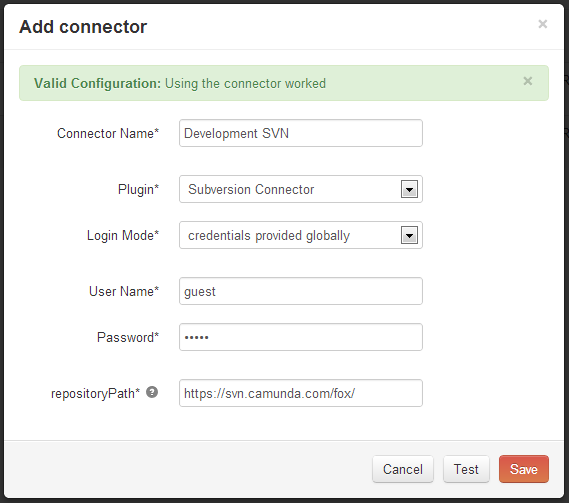 Add connector ×
Valid Configuration: Using the connector worked ×
Connector Name* Development SVN
Plugin* Subversion Connector
Login Mode* credentials provided globally
User Name* guest
Password* •••••
repositoryPath* ? https://svn.camunda.com/fox/
Cancel Test Save